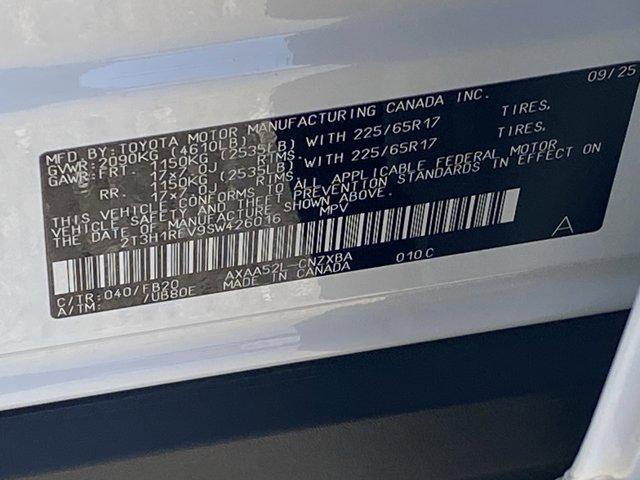 MFD.BY:TOYOTA MOTOR MANUFACTURING CANADA INC. 09/25
GVWR:2090KG (4610LB)
GAWR:FRT. 1150KG (2535LB) WITH 225/65R17 TIRES,
17x7.0J RIMS.
RR. 1150KG (2535LB) WITH 225/65R17 TIRES,
17x7.0J RIMS.
THIS VEHICLE CONFORMS TO ALL APPLICABLE FEDERAL MOTOR
VEHICLE SAFETY AND THEFT PREVENTION STANDARDS IN EFFECT ON
THE DATE OF MANUFACTURE SHOWN ABOVE.
2T3H1RFV9SW426016 MPV
A
C/TR:040/FB20 AXAA52L-CNZXBA 010C
A/TM: /UB80E MADE IN CANADA